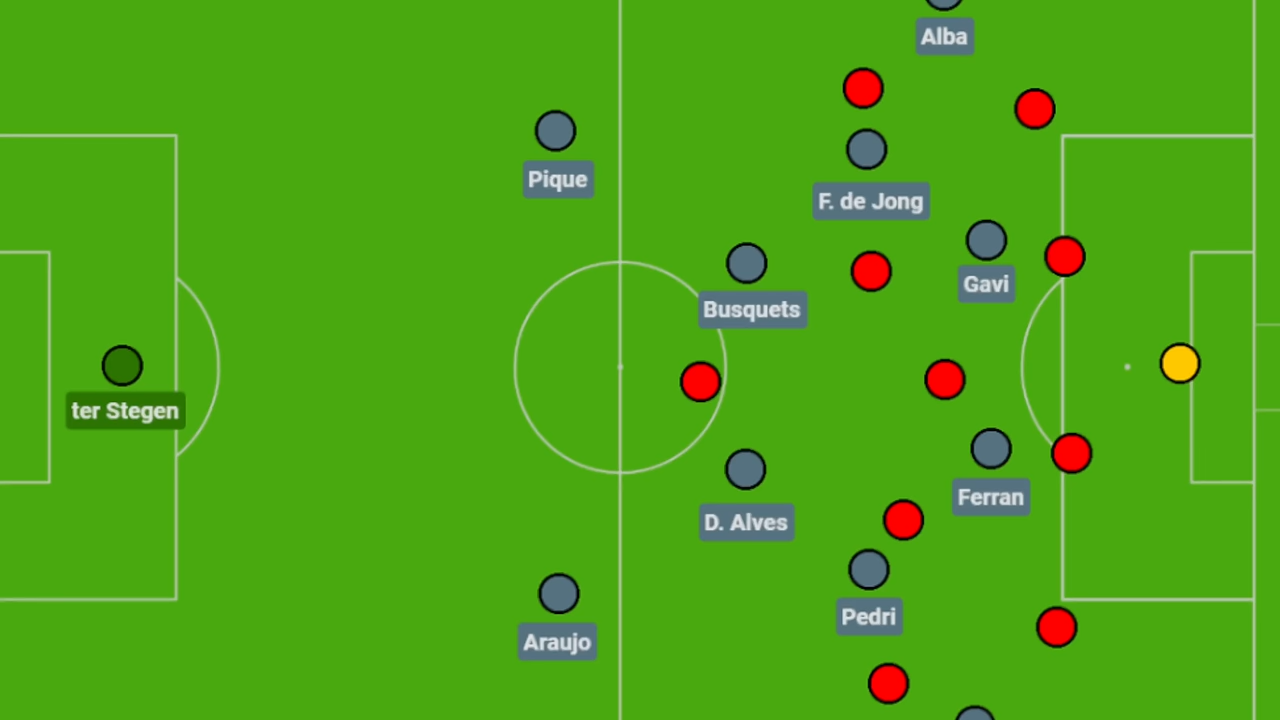 Alba
Pique
F. de Jong
Gavi
Busquets
ter Stegen
Ferran
D. Alves
Pedri
Araujo